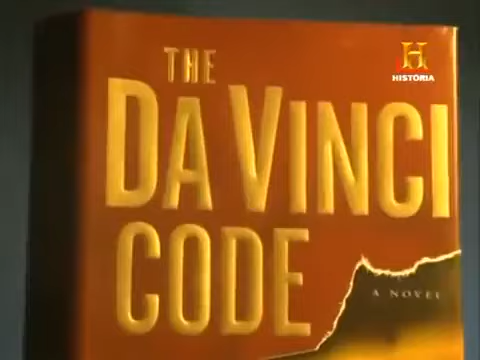 THE
H
HISTORIA
DA VINCI
CODE
A NOVEL